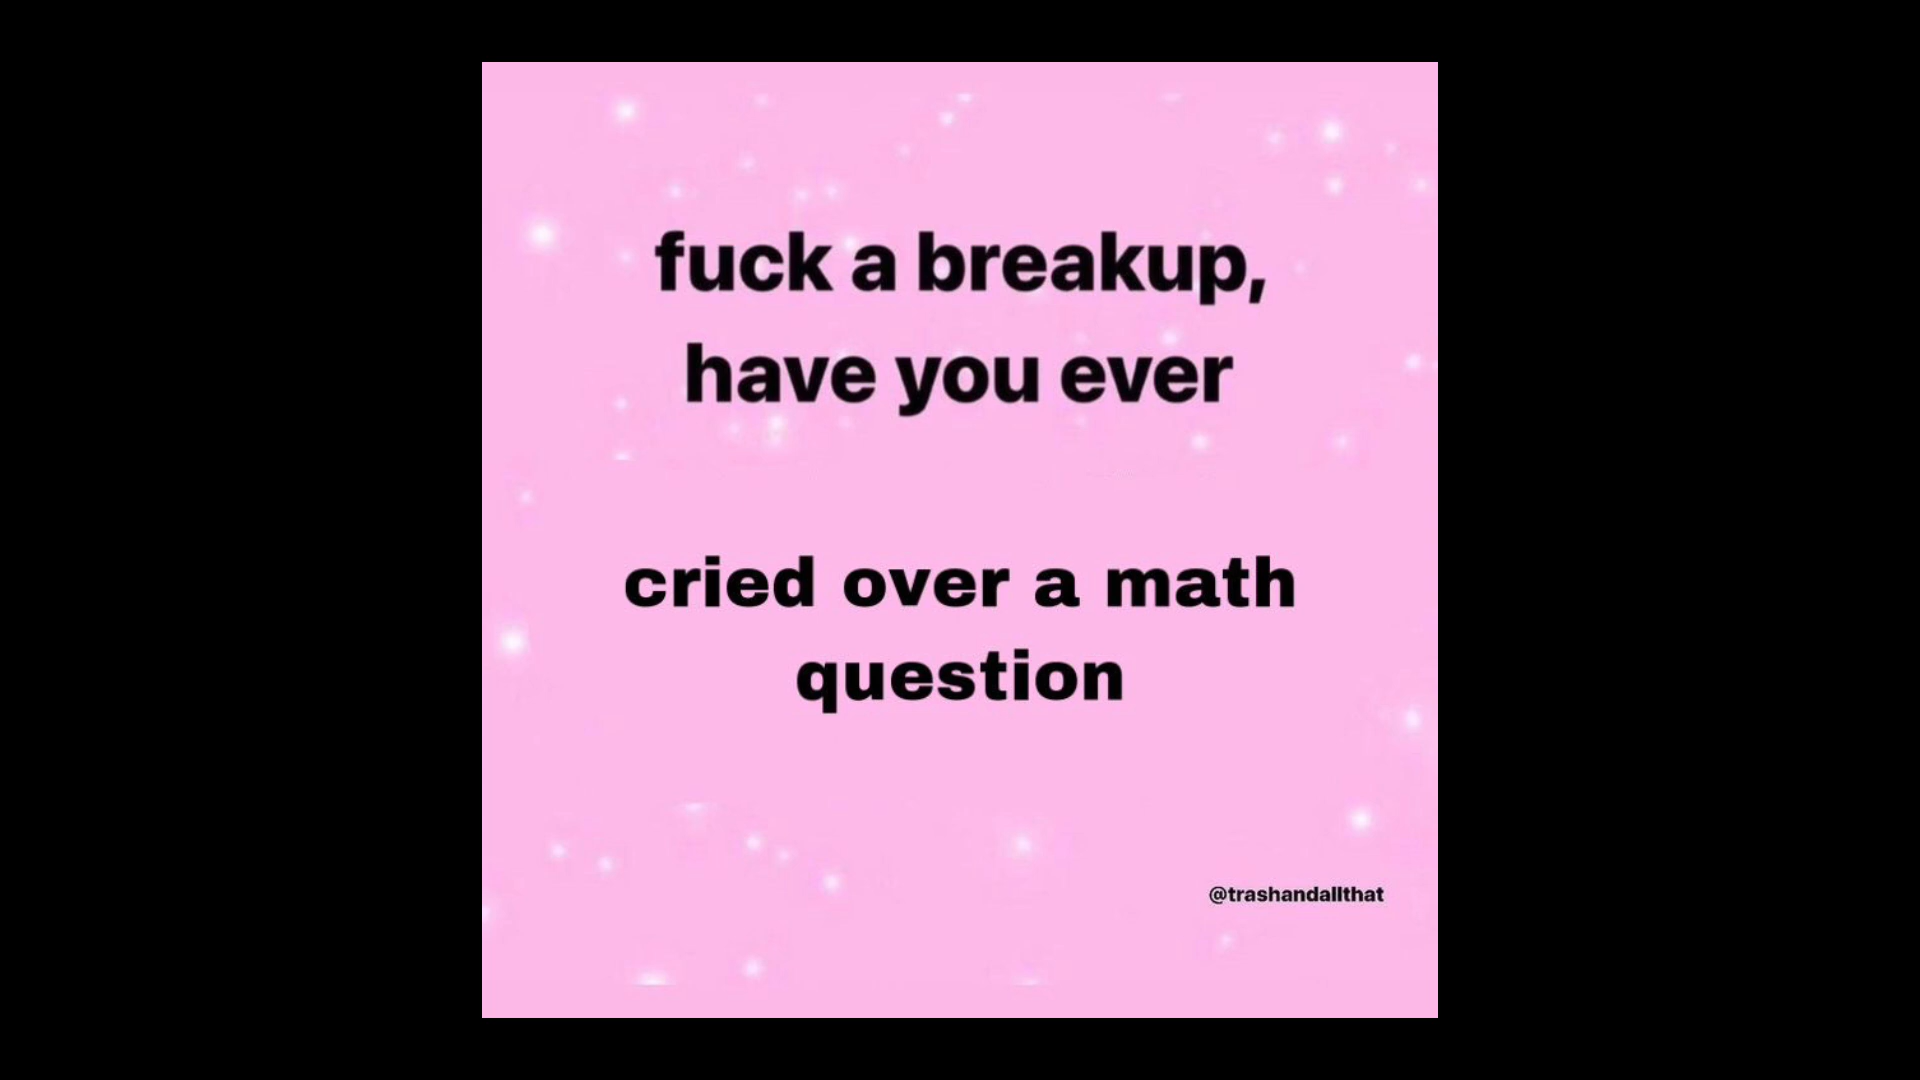 fuck a breakup,
have you ever
cried over a math
question
@trashandallthat